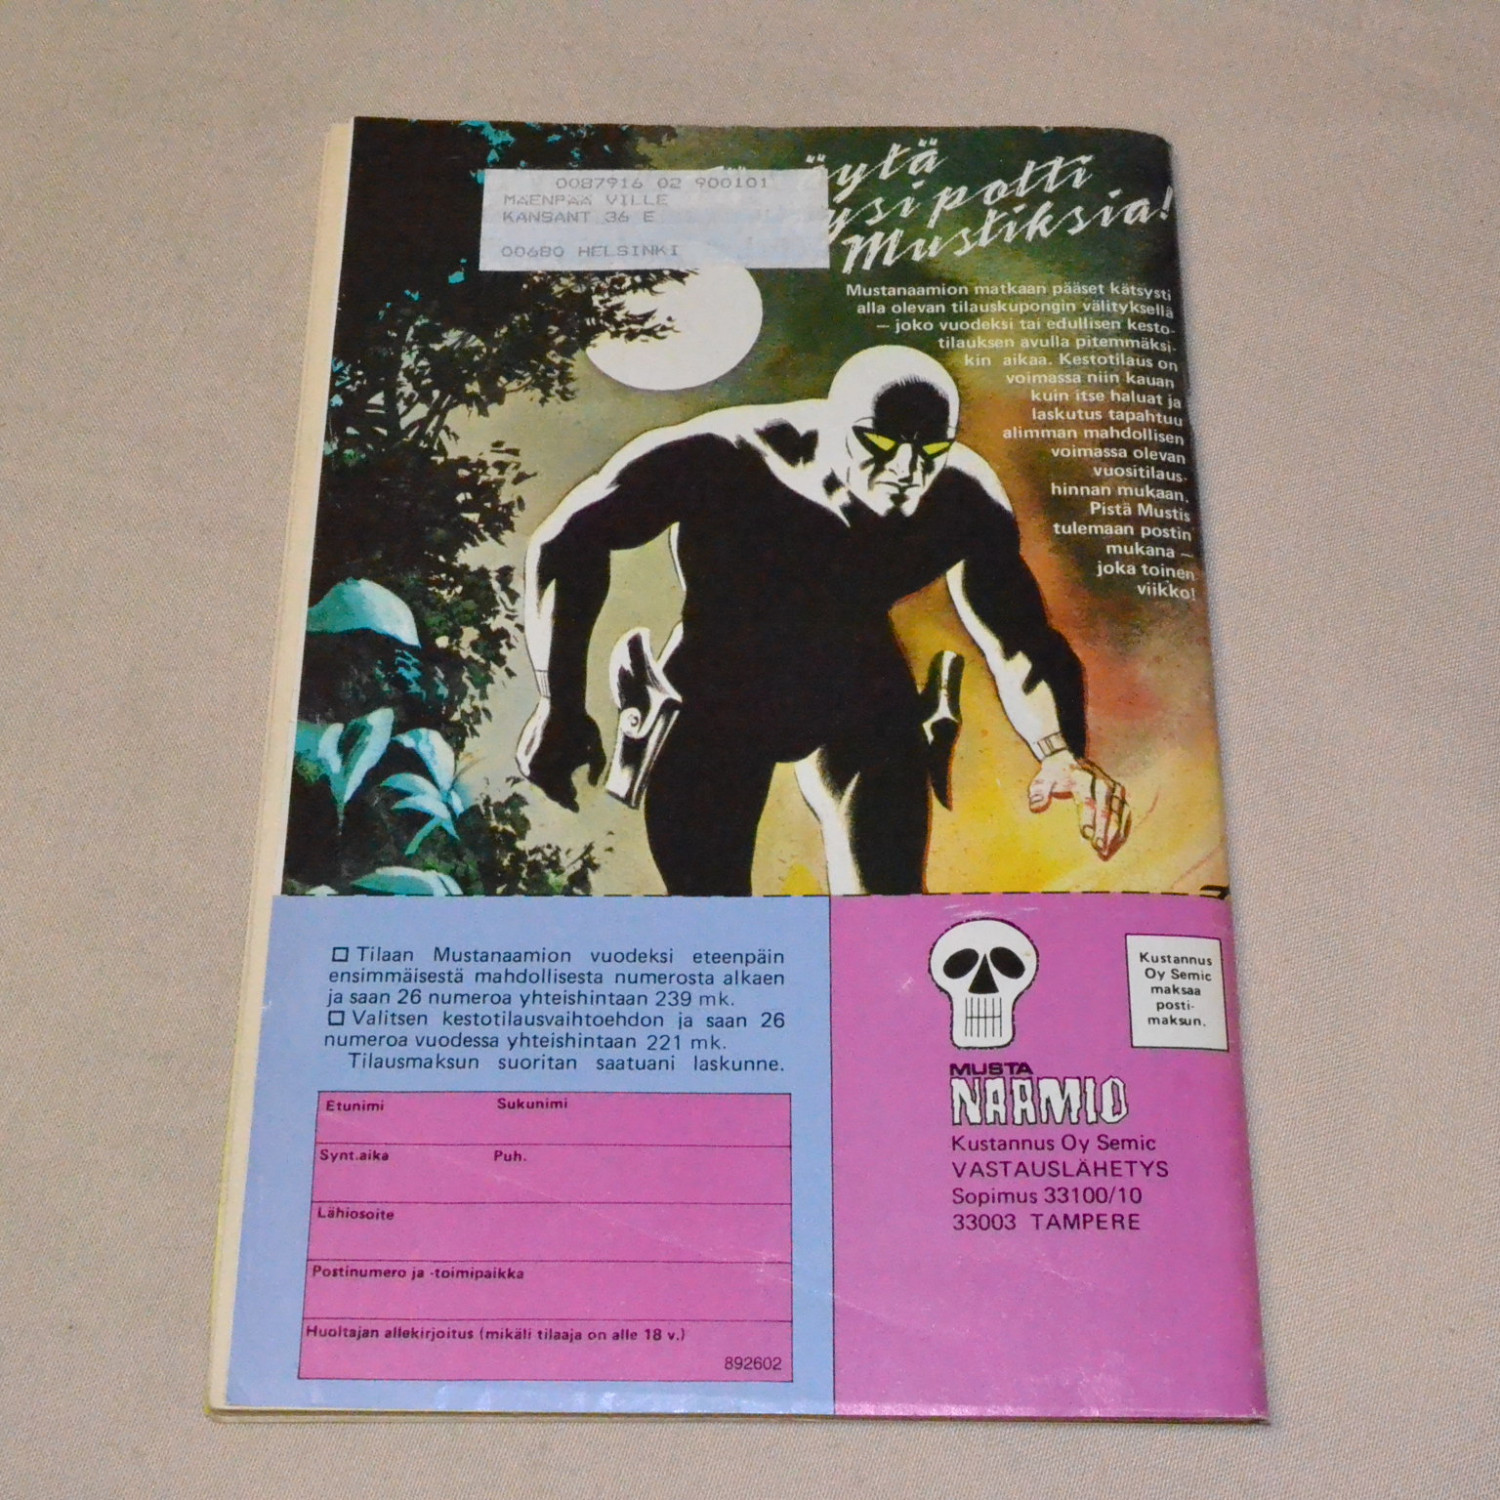 0087916 02 900101
MÄENPÄÄ VILLE
KANSANT 36 E
00680 HELSINKI
Mustiksia!
Mustanaamion matkaan pääset kätsysti
alla olevan tilauskupongin välityksellä
— joko vuodeksi tai edullisen kesto-
tilauksen avulla pitemmäksi-
kin aikaa. Kestotilaus on
voimassa niin kauan
kuin itse haluat ja
laskutus tapahtuu
alimman mahdollisen
voimassa olevan
vuositilaus-
hinnan mukaan.
Pistä Mustis
tulemaan postin
mukana —
joka toinen
viikko!
Tilaan Mustanaamion vuodeksi eteenpäin
ensimmäisestä mahdollisesta numerosta alkaen
ja saan 26 numeroa yhteishintaan 239 mk.
Valitsen kestotilausvaihtoehdon ja saan 26
numeroa vuodessa yhteishintaan 221 mk.
Tilausmaksun suoritan saatuani laskunne.
Etunimi Sukunimi
Synt.aika Puh.
Lähiosoite
Postinumero ja -toimipaikka
Huoltajan allekirjoitus (mikäli tilaaja on alle 18 v.)
892602
Kustannus
Oy Semic
maksaa
posti-
maksun.
MUSTA
NAAMIO
Kustannus Oy Semic
VASTAUSLÄHETYS
Sopimus 33100/10
33003 TAMPERE